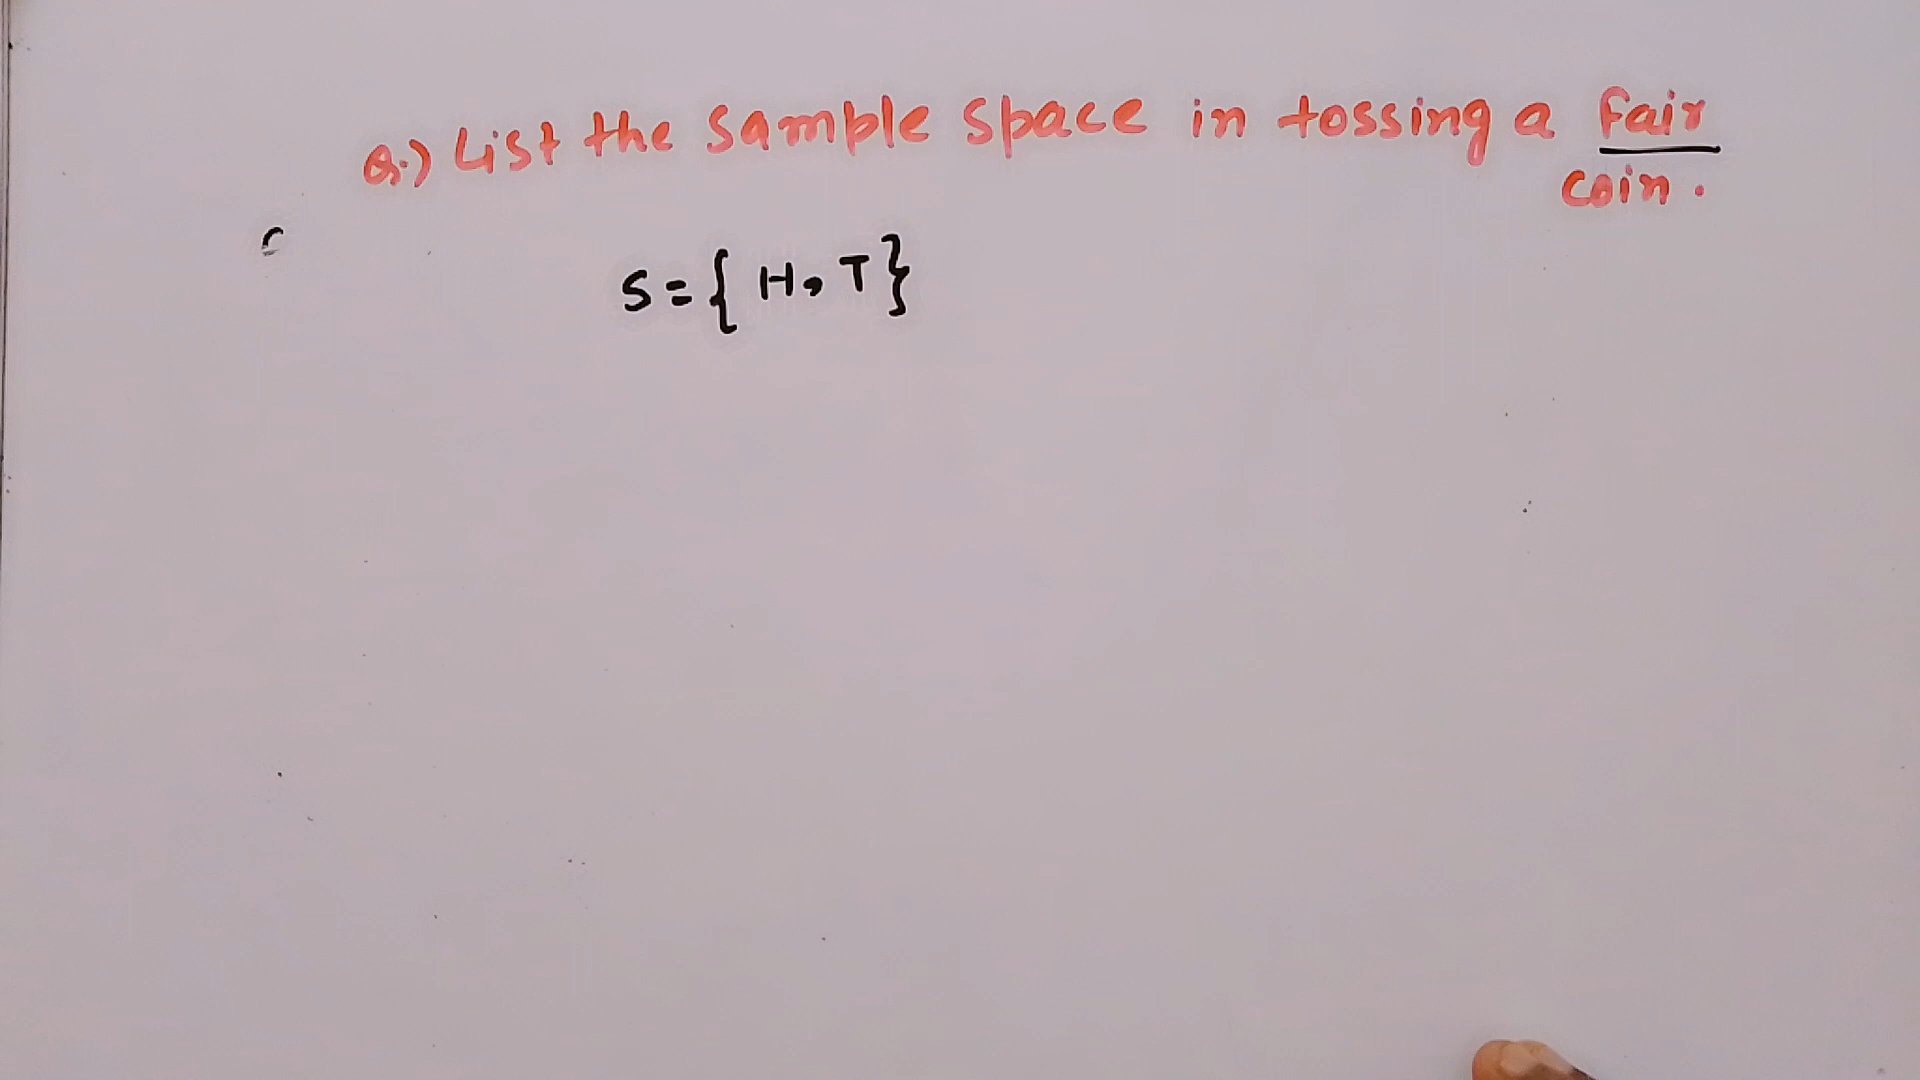 Q.) List the sample space in tossing a fair
coin.
S={ H, T}